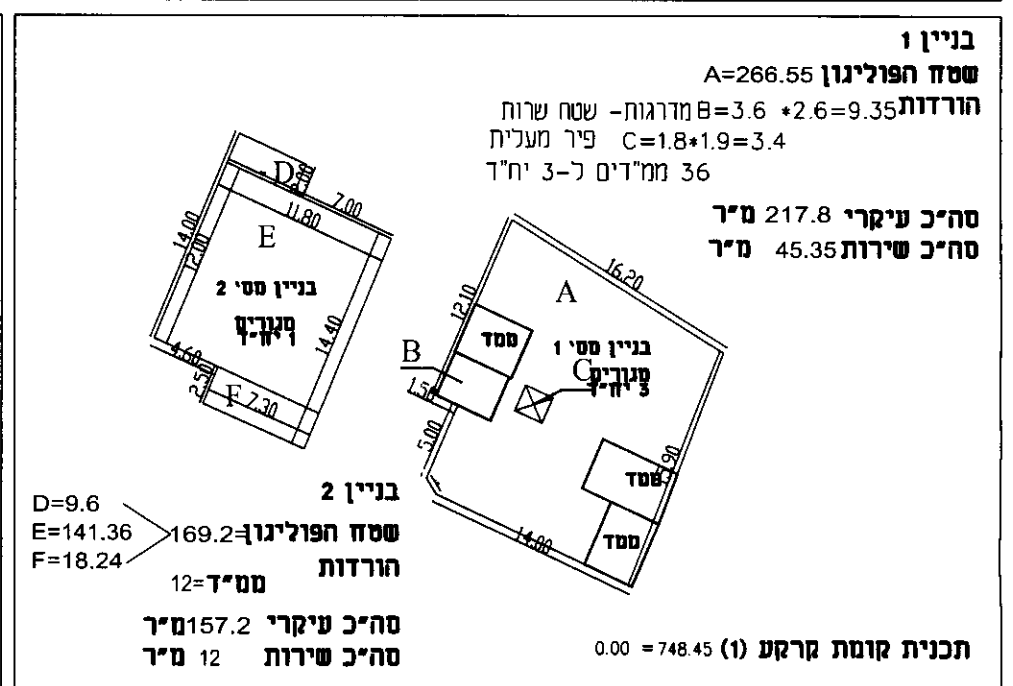 בניין 1
שטח הפוליגון A=266.55
הורדות B=3.6 *2.6=9.35 מדרגות- שטח שרות
C=1.8*1.9=3.4 פיר מעלית
36 ממ"דים ל-3 יח"ד
סה"כ עיקרי 217.8 מ"ר
סה"כ שירות 45.35 מ"ר
D
7.00
11.80
E
14.00
12.00
בניין מס' 2
מגורים
1 יח"ד
14.40
4.60
2.50
F
7.30
16.20
A
12.10
ממד
בניין מס' 1
מגורים
3 יח"ד
B
C
1.50
5.00
ממד
ממד
14.00
בניין 2
D=9.6
E=141.36
F=18.24
שטח הפוליגון=169.2
הורדות
ממ"ד=12
סה"כ עיקרי 157.2מ"ר
סה"כ שירות 12 מ"ר
תכנית קומת קרקע (1) 748.45 = 0.00